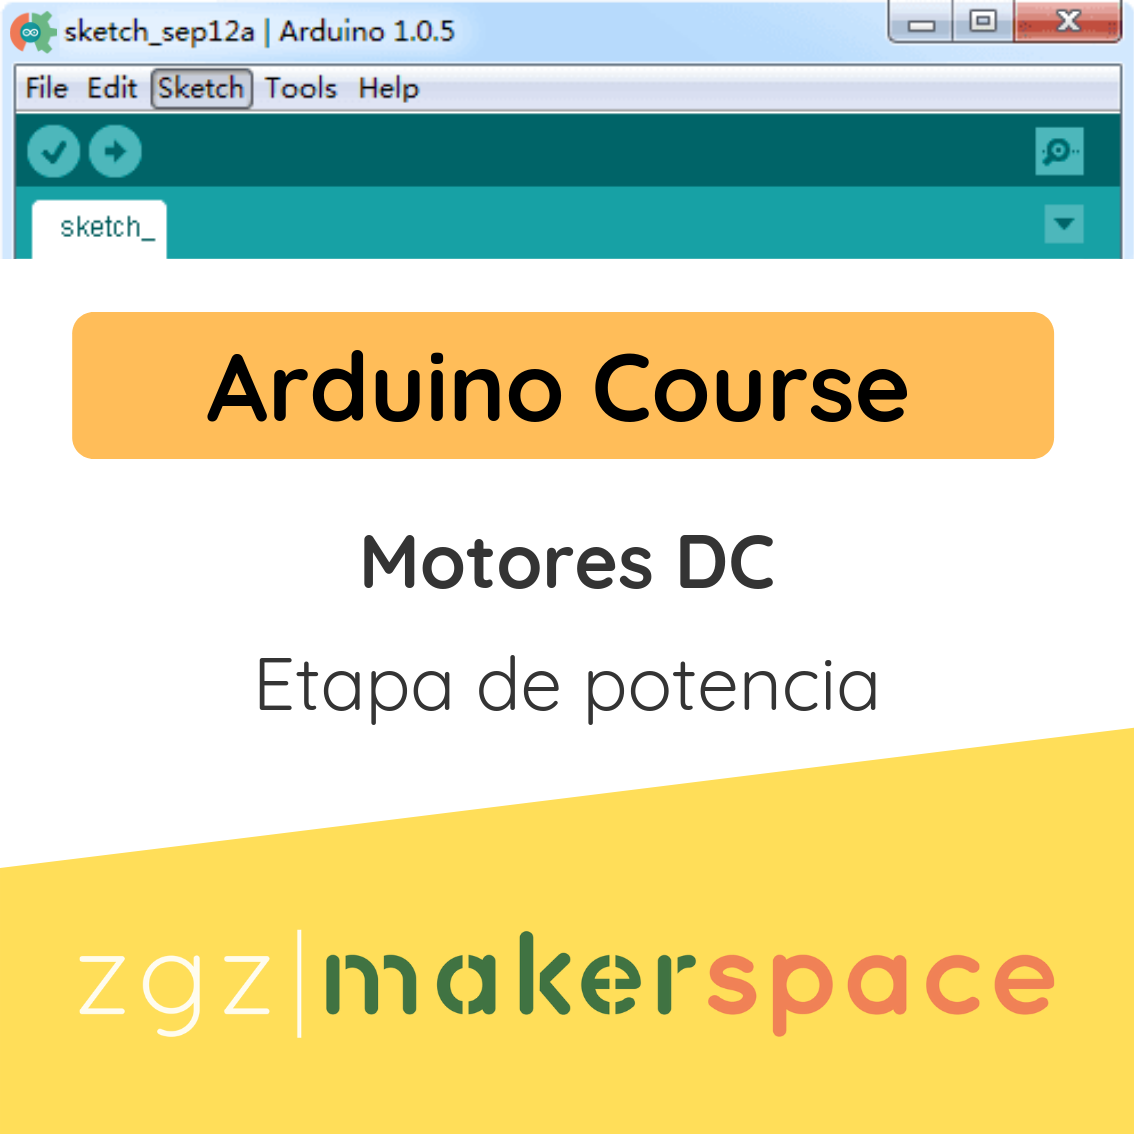 sketch_sep12a | Arduino 1.0.5
File Edit Sketch Tools Help
sketch_
Arduino Course
Motores DC
Etapa de potencia
zgz|makerspace